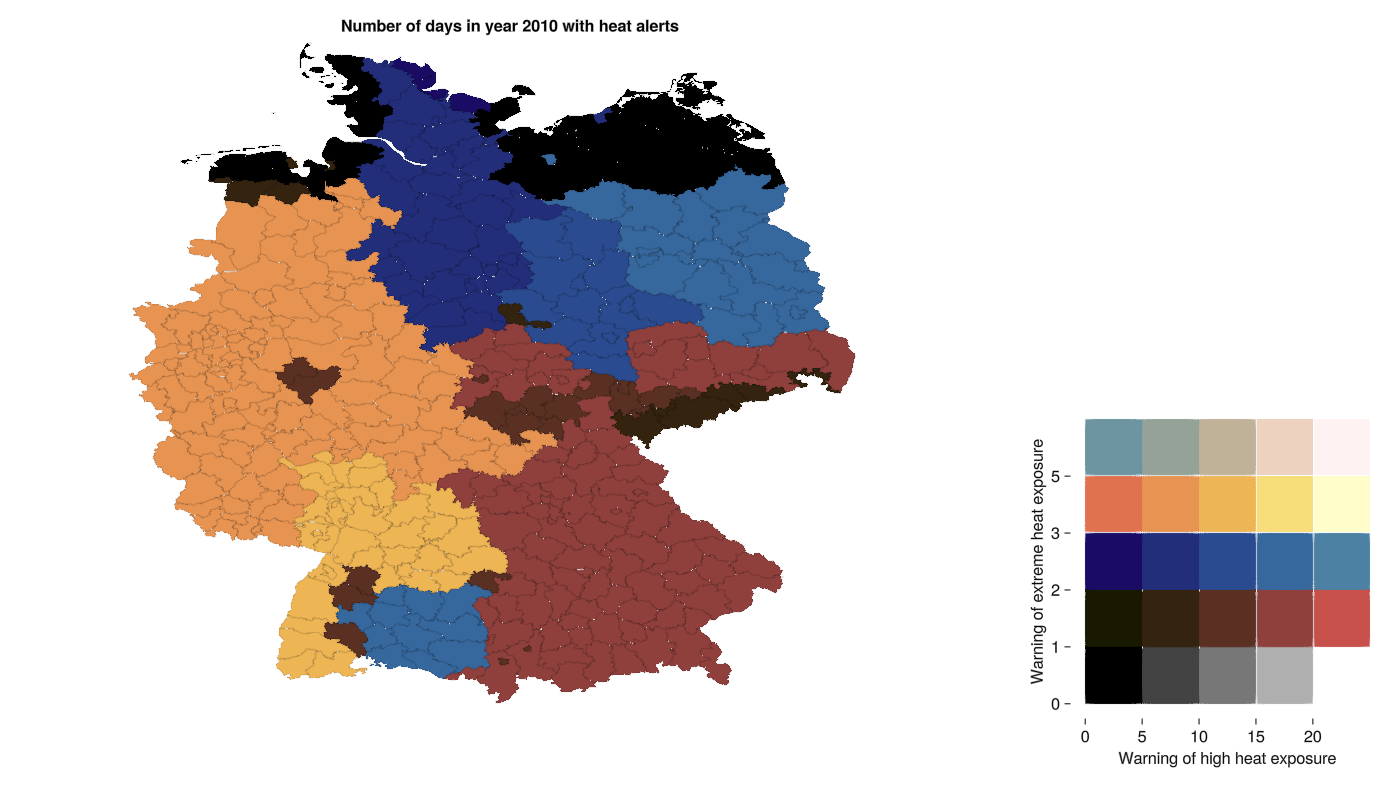 Number of days in year 2010 with heat alerts
Warning of extreme heat exposure
5
3
2
1
0
0 5 10 15 20
Warning of high heat exposure